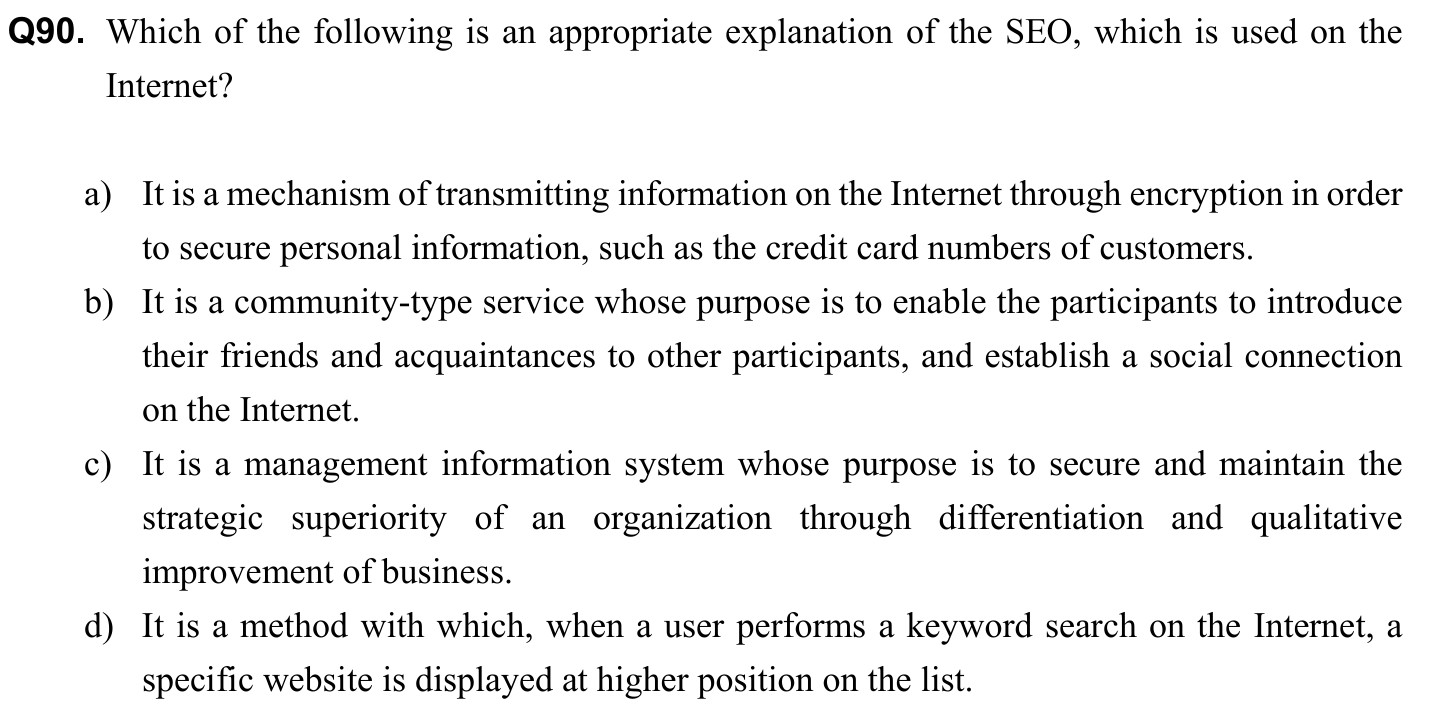 Q90. Which of the following is an appropriate explanation of the SEO, which is used on the
Internet?
a) It is a mechanism of transmitting information on the Internet through encryption in order
to secure personal information, such as the credit card numbers of customers.
b) It is a community-type service whose purpose is to enable the participants to introduce
their friends and acquaintances to other participants, and establish a social connection
on the Internet.
c) It is a management information system whose purpose is to secure and maintain the
strategic superiority of an organization through differentiation and qualitative
improvement of business.
d) It is a method with which, when a user performs a keyword search on the Internet, a
specific website is displayed at higher position on the list.